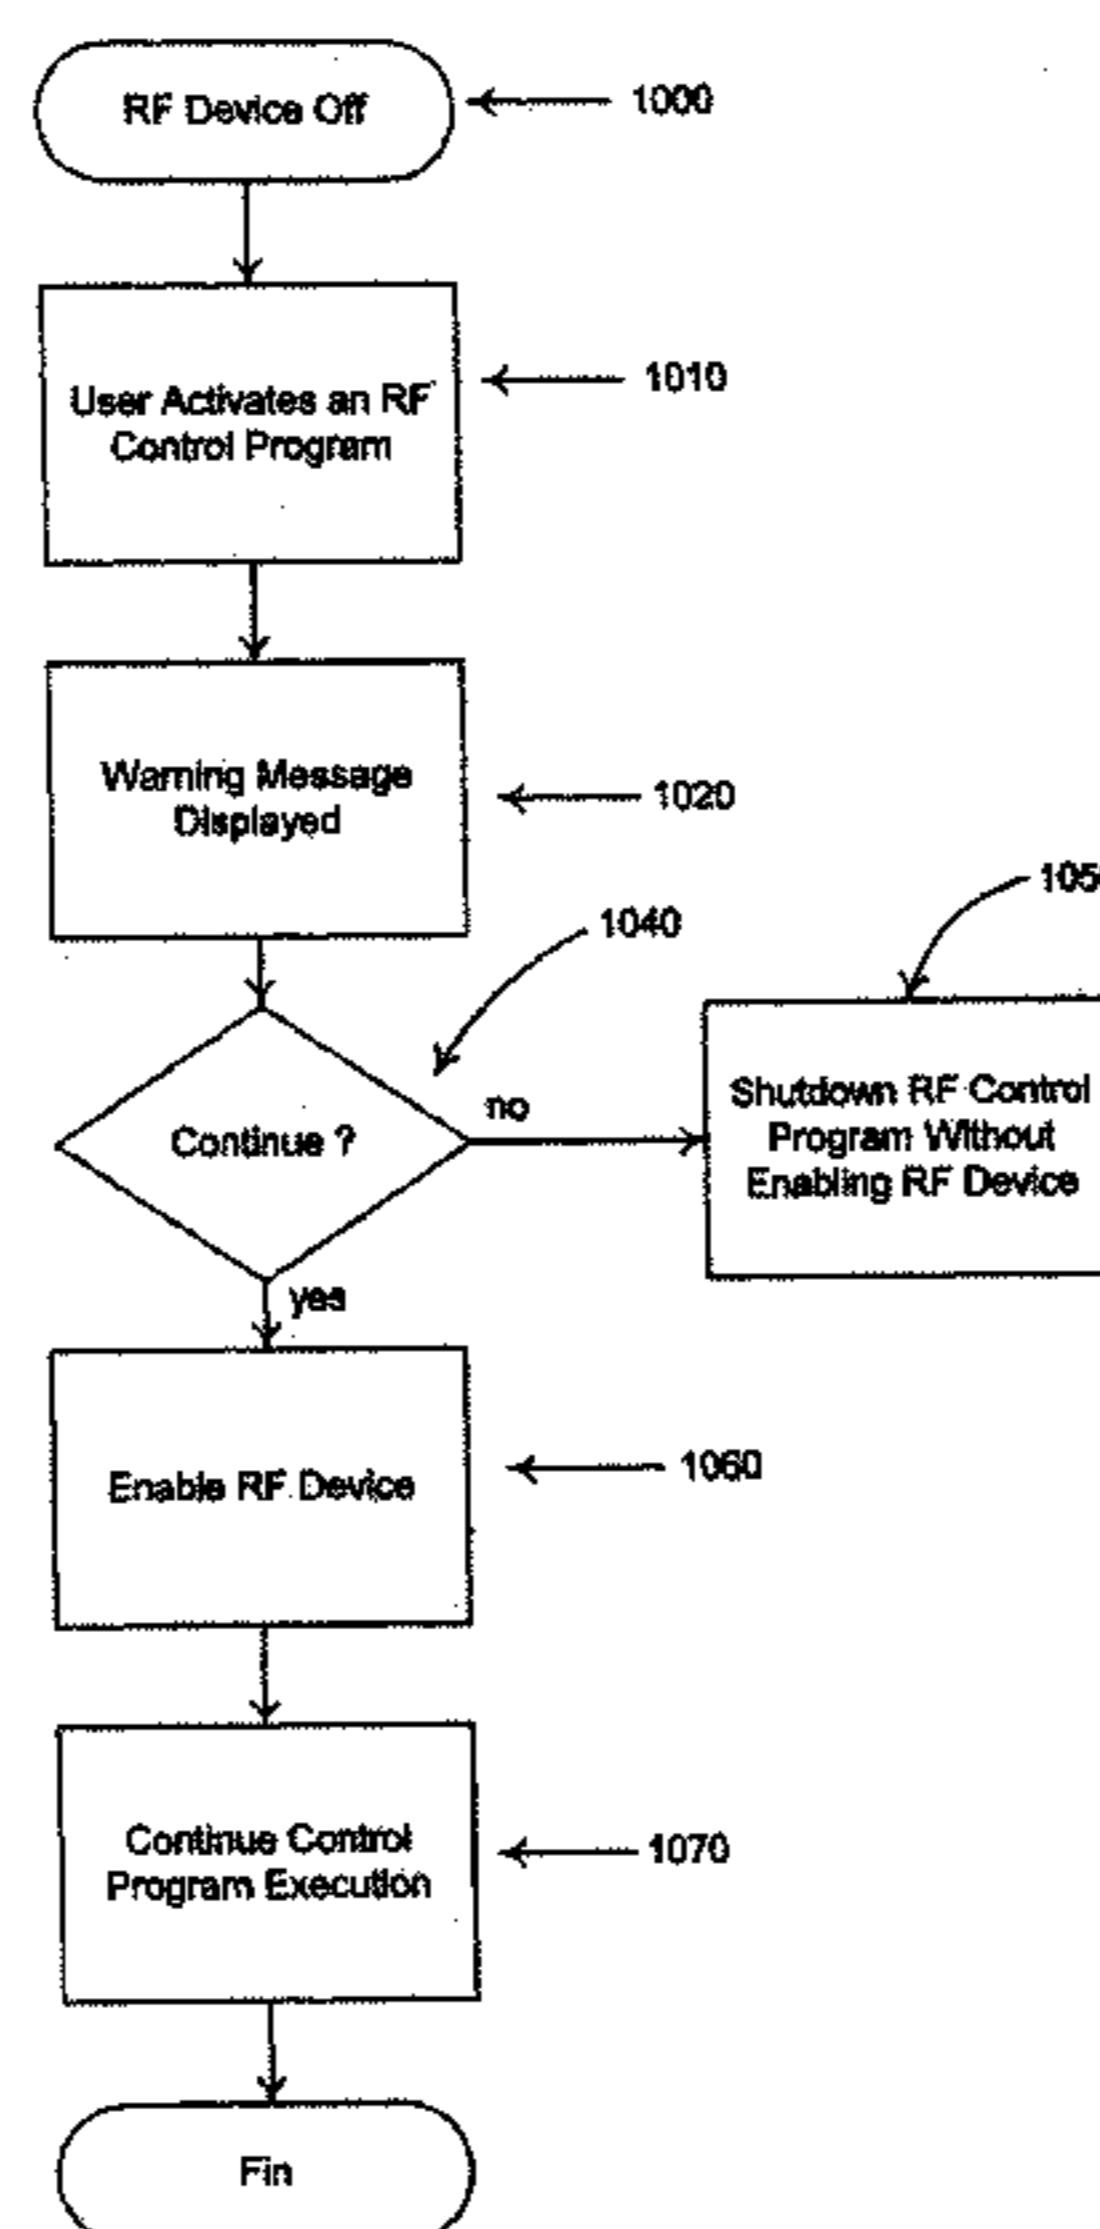 RF Device Off
1000
User Activates an RF
Control Program
1010
Warning Message
Displayed
1020
1040
105
Continue ?
no
Shutdown RF Control
Program Without
Enabling RF Device
yes
Enable RF Device
1060
Continue Control
Program Execution
1070
Fin